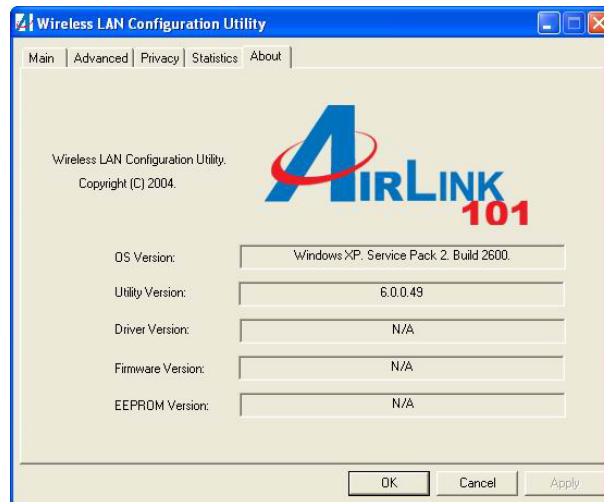 Wireless LAN Configuration Utility
Main Advanced Privacy Statistics About
Wireless LAN Configuration Utility.
Copyright (C) 2004.
AIRLINK
101
OS Version: Windows XP. Service Pack 2. Build 2600.
Utility Version: 6.0.0.49
Driver Version: N/A
Firmware Version: N/A
EEPROM Version: N/A
OK Cancel Apply